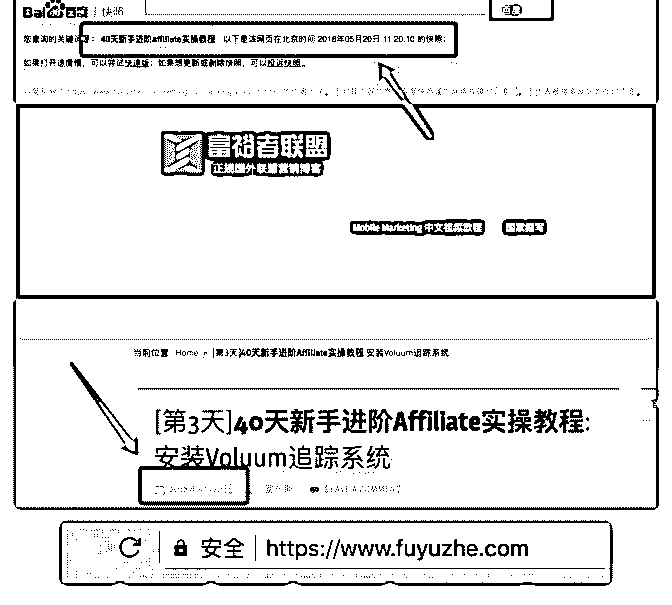 Bai百度 | 快照
您查询的关键词是：40天新手进阶affiliate实操教程 以下是该网页在北京时间 2016年05月20日 11:20:10 的快照；
如果打开速度慢，可以尝试快速版；如果想更新或删除快照，可以投诉快照。
富裕者联盟
正规国外联盟营销博客
Mobile Marketing 中文视频教程
当前位置 Home » [第3天]40天新手进阶Affiliate实操教程:安装Voluum追踪系统
[第3天]40天新手进阶Affiliate实操教程:
安装Voluum追踪系统
LEAVE A COMMENT
安全 | https://www.fuyuzhe.com